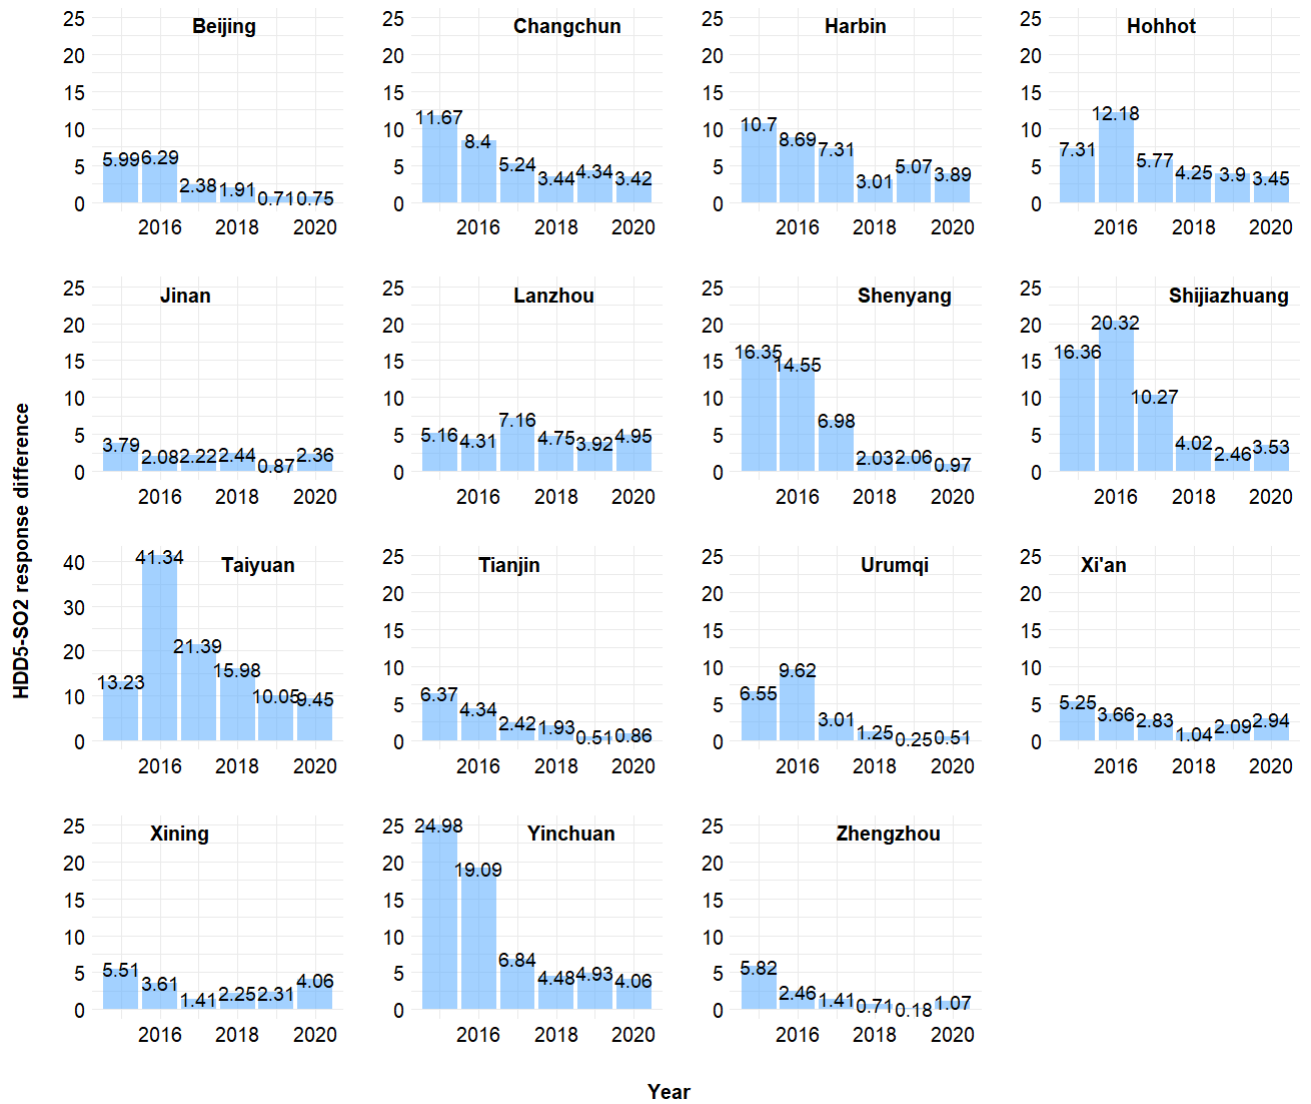 25 Beijing
20
15
10
5
0
5.99 6.29 2.38 1.91 0.71 0.75
2016 2018 2020
25 Changchun
20
15
10
5
0
11.67 8.4 5.24 3.44 4.34 3.42
2016 2018 2020
25 Harbin
20
15
10
5
0
10.7 8.69 7.31 3.01 5.07 3.89
2016 2018 2020
25 Hohhot
20
15
10
5
0
7.31 12.18 5.77 4.25 3.9 3.45
2016 2018 2020
25 Jinan
20
15
10
5
0
3.79 2.08 2.22 2.44 0.87 2.36
2016 2018 2020
25 Lanzhou
20
15
10
5
0
5.16 4.31 7.16 4.75 3.92 4.95
2016 2018 2020
25 Shenyang
20
15
10
5
0
16.35 14.55 6.98 2.03 2.06 0.97
2016 2018 2020
25 Shijiazhuang
20
15
10
5
0
16.36 20.32 10.27 4.02 2.46 3.53
2016 2018 2020
HDD5-SO2 response difference
40 Taiyuan
30
20
10
0
13.23 41.34 21.39 15.98 10.05 9.45
2016 2018 2020
25 Tianjin
20
15
10
5
0
6.37 4.34 2.42 1.93 0.51 0.86
2016 2018 2020
25 Urumqi
20
15
10
5
0
6.55 9.62 3.01 1.25 0.25 0.51
2016 2018 2020
25 Xi'an
20
15
10
5
0
5.25 3.66 2.83 1.04 2.09 2.94
2016 2018 2020
25 Xining
20
15
10
5
0
5.51 3.61 1.41 2.25 2.31 4.06
2016 2018 2020
25 Yinchuan
20
15
10
5
0
24.98 19.09 6.84 4.48 4.93 4.06
2016 2018 2020
25 Zhengzhou
20
15
10
5
0
5.82 2.46 1.41 0.71 0.18 1.07
2016 2018 2020
Year